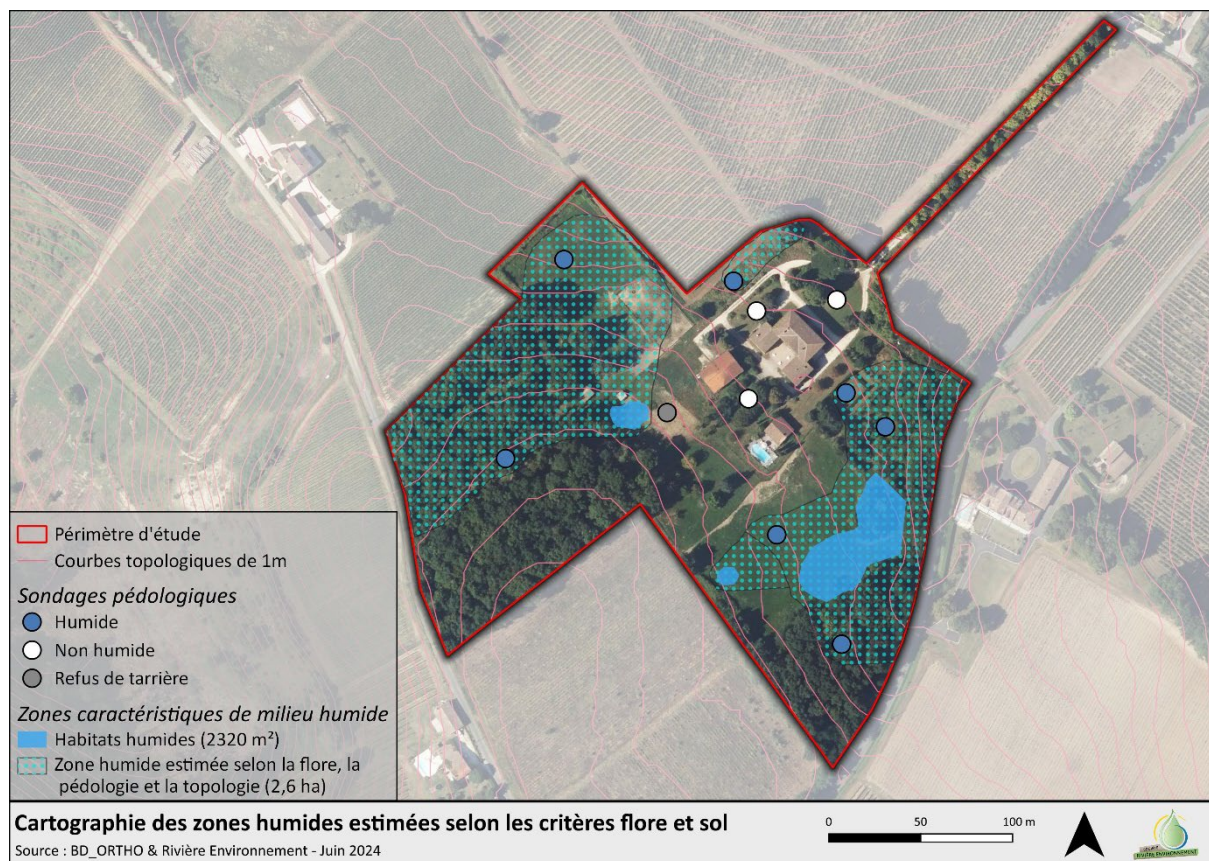 Périmètre d'étude
Courbes topologiques de 1m
Sondages pédologiques
Humide
Non humide
Refus de tarrière
Zones caractéristiques de milieu humide
Habitats humides (2320 m²)
Zone humide estimée selon la flore, la
pédologie et la topologie (2,6 ha)
Cartographie des zones humides estimées selon les critères flore et sol
Source : BD_ORTHO & Rivière Environnement - Juin 2024
0 50 100 m
RIVIÈRE ENVIRONNEMENT